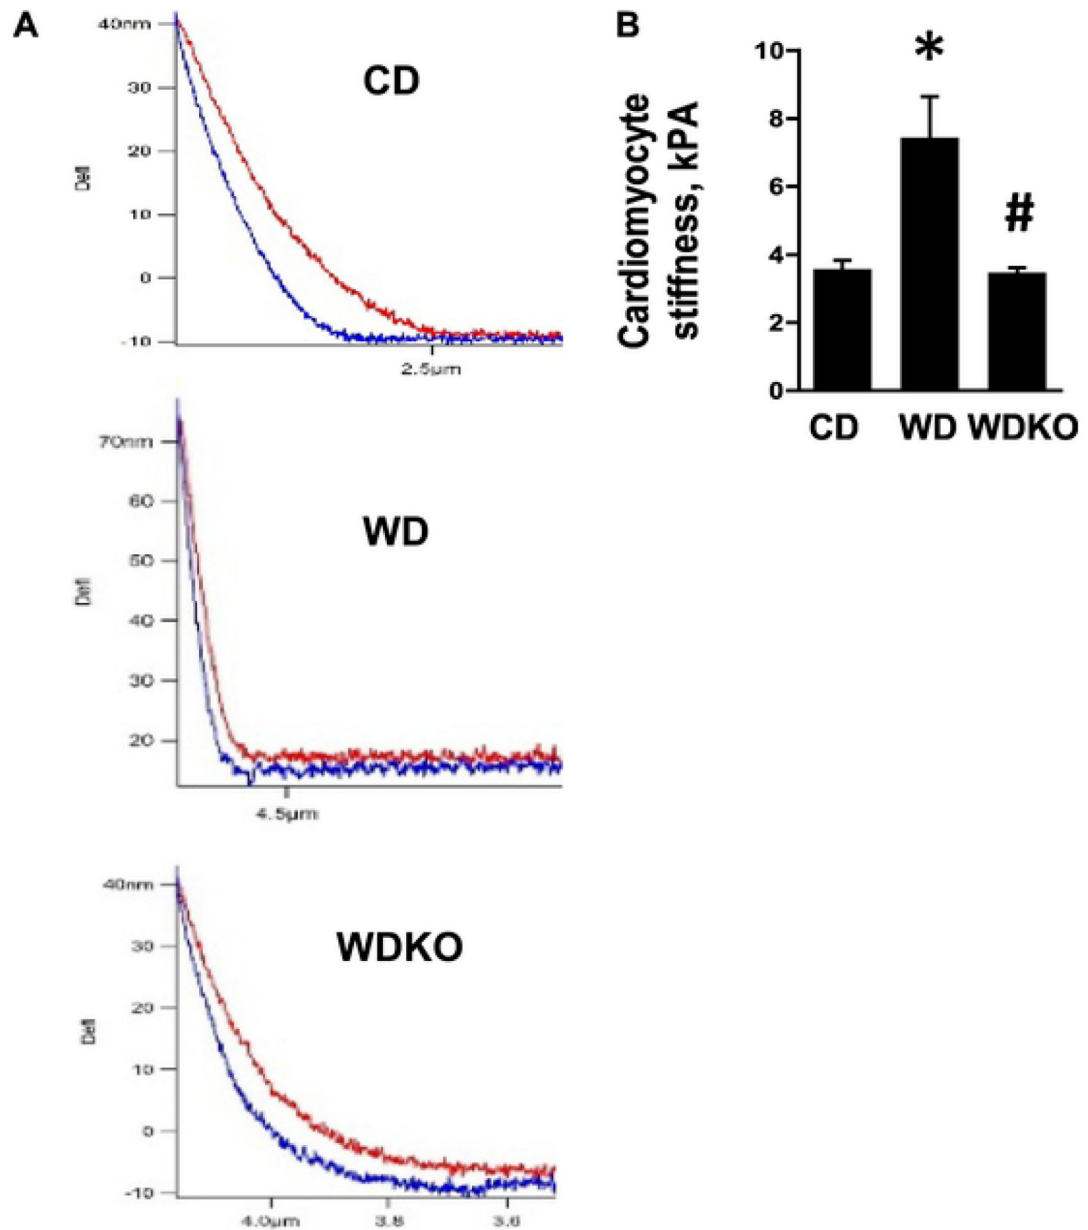 A
40nm
30
20
10
0
-10
Defl
CD
2.5µm
70nm
60
50
40
30
20
Defl
WD
4.5µm
40nm
30
20
10
0
-10
Defl
WDKO
4.0µm 3.8 3.6
B
10
8
6
4
2
0
Cardiomyocyte
stiffness, kPA
*
#
CD WD WDKO